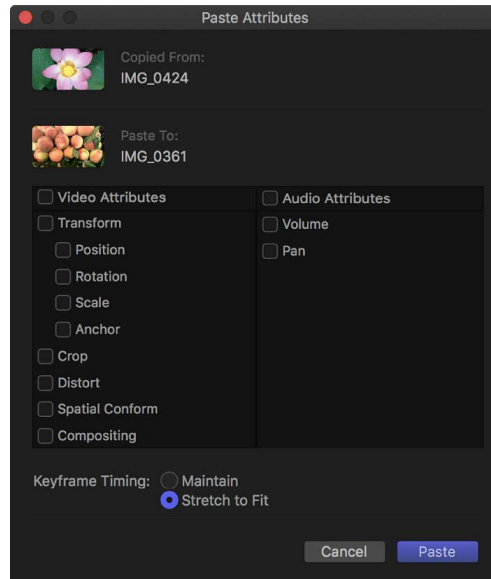 Paste Attributes
Copied From:
IMG_0424
Paste To:
IMG_0361
Video Attributes
Transform
Position
Rotation
Scale
Anchor
Crop
Distort
Spatial Conform
Compositing
Audio Attributes
Volume
Pan
Keyframe Timing: Maintain
Stretch to Fit
Cancel Paste